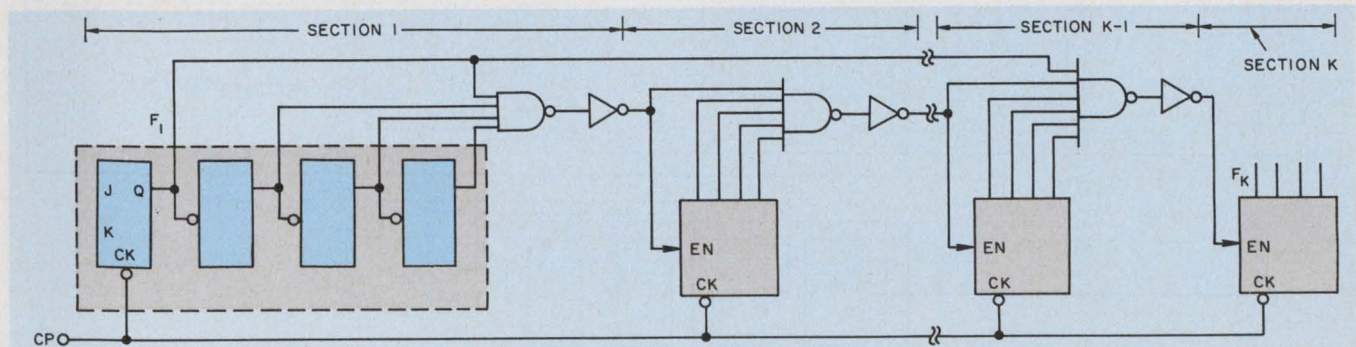 SECTION 1
SECTION 2
SECTION K-1
SECTION K
F1
J Q
K
CK
EN
CK
EN
CK
FK
EN
CK
CP